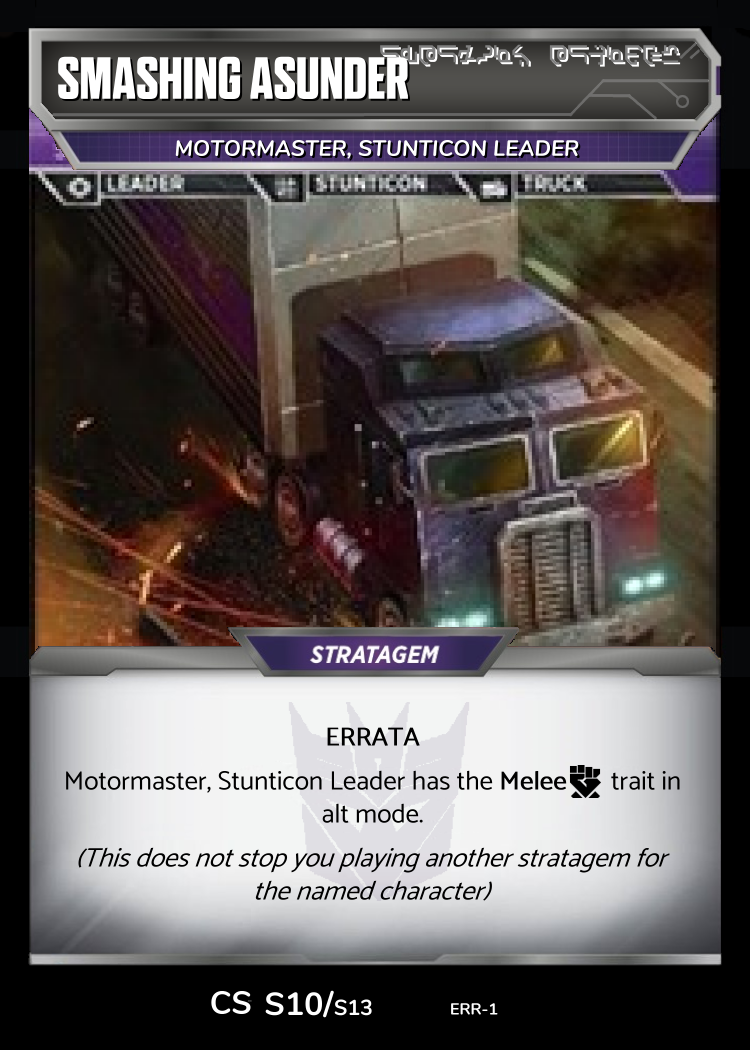 SMASHING ASUNDER
MOTORMASTER, STUNTICON LEADER
LEADER STUNTICON TRUCK
STRATAGEM
ERRATA
Motormaster, Stunticon Leader has the Melee trait in
alt mode.
(This does not stop you playing another stratagem for
the named character)
CS S10/S13 ERR-1